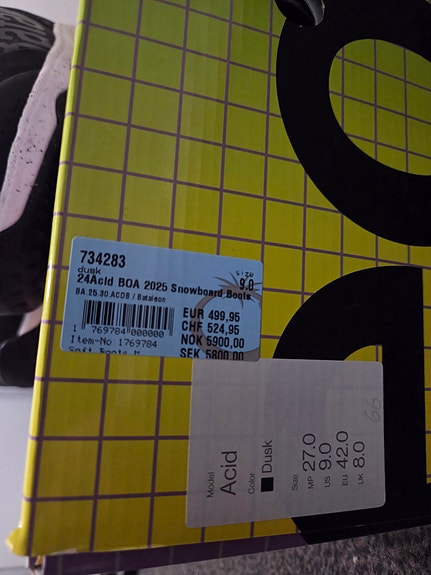 734283
dusk
24Acid BOA 2025 Snowboard Boots
size
9.0
BA.25.30.ACDB / Bataleon
EUR 499,95
CHF 524,95
NOK 5900,00
SEK 5800,00
1 769784 000000
Item-No 1769784
Soft Boots M
Model
Acid
Color
Dusk
Size
MP 27.0
US 9.0
EU 42.0
UK 8.0